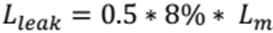 L_leak = 0.5 * 8% * L_m